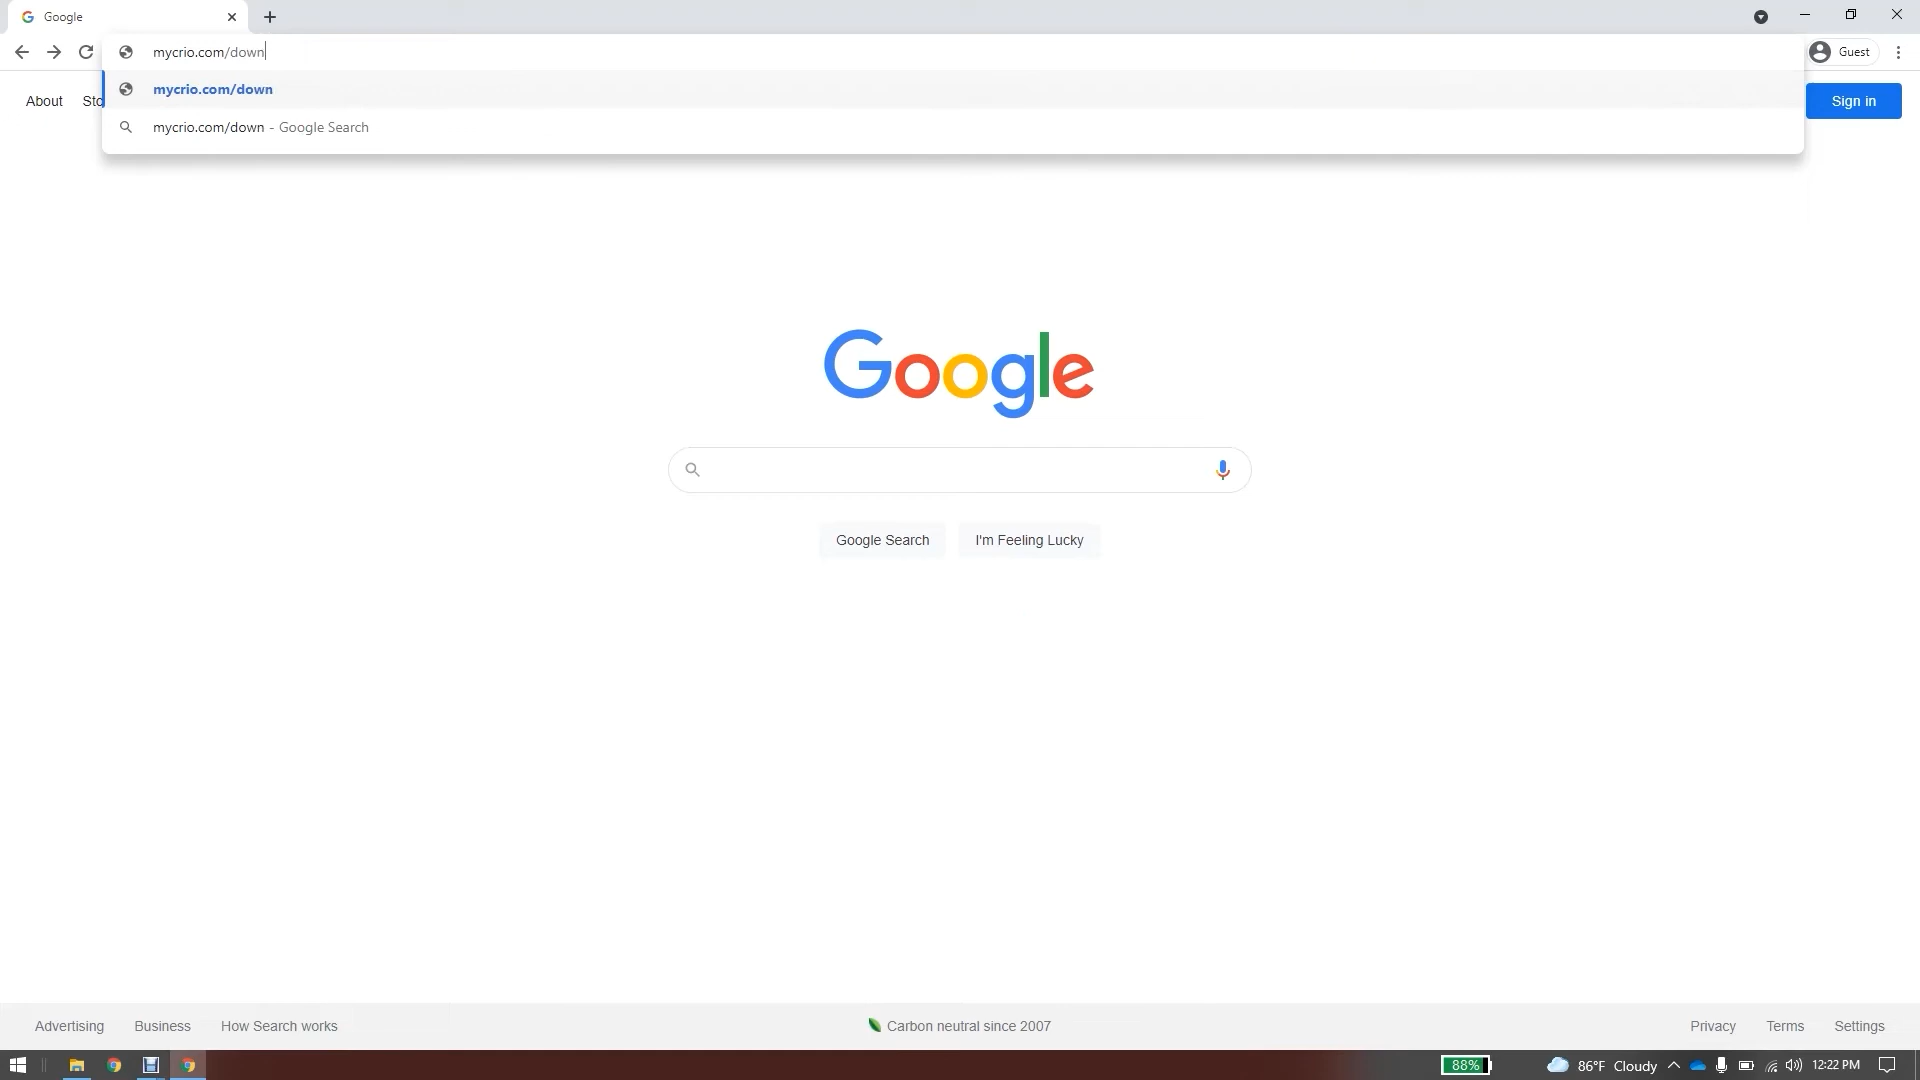 Google
mycrio.com/down
Guest
mycrio.com/down
mycrio.com/down - Google Search
About
Sto
Sign in
Google
Google Search
I'm Feeling Lucky
Advertising
Business
How Search works
Carbon neutral since 2007
Privacy
Terms
Settings
88%
86°F Cloudy
12:22 PM